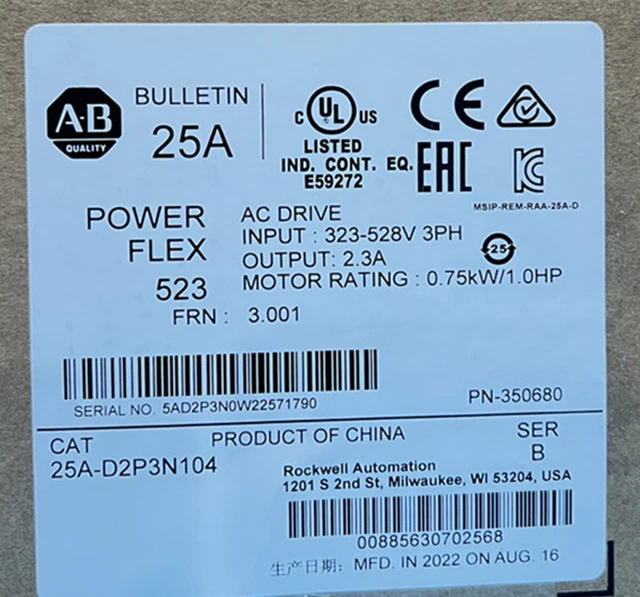 A·B
QUALITY
BULLETIN
25A
C UL US
LISTED
IND. CONT. EQ.
E59272
CE
EAC
MSIP-REM-RAA-25A-D
POWER
FLEX
523
AC DRIVE
INPUT : 323-528V 3PH
OUTPUT: 2.3A
MOTOR RATING : 0.75kW/1.0HP
25
FRN : 3.001
SERIAL NO. 5AD2P3N0W22571790
PN-350680
CAT
25A-D2P3N104
PRODUCT OF CHINA
SER
B
Rockwell Automation
1201 S 2nd St, Milwaukee, WI 53204, USA
00885630702568
生产日期: MFD. IN 2022 ON AUG. 16